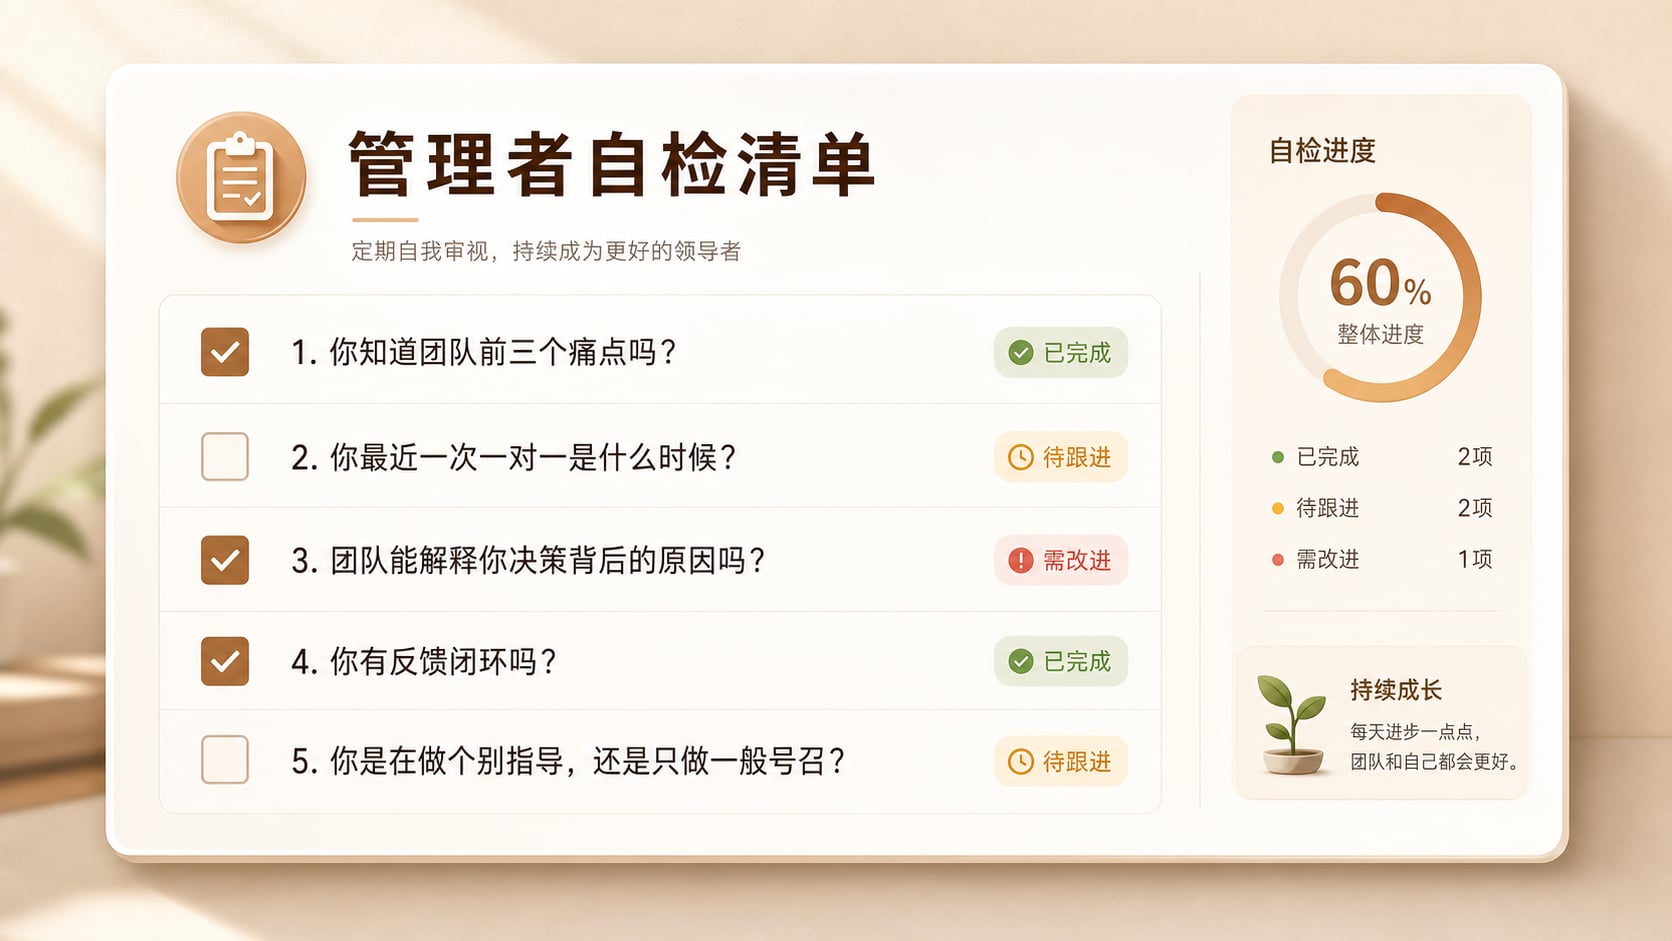 管理者自检清单
定期自我审视，持续成为更好的领导者
1. 你知道团队前三个痛点吗？ 已完成
2. 你最近一次一对一是什么时候？ 待跟进
3. 团队能解释你决策背后的原因吗？ 需改进
4. 你有反馈闭环吗？ 已完成
5. 你是在做个别指导，还是只做一般号召？ 待跟进
自检进度
60%
整体进度
已完成 2项
待跟进 2项
需改进 1项
持续成长
每天进步一点点，
团队和自己都会更好。